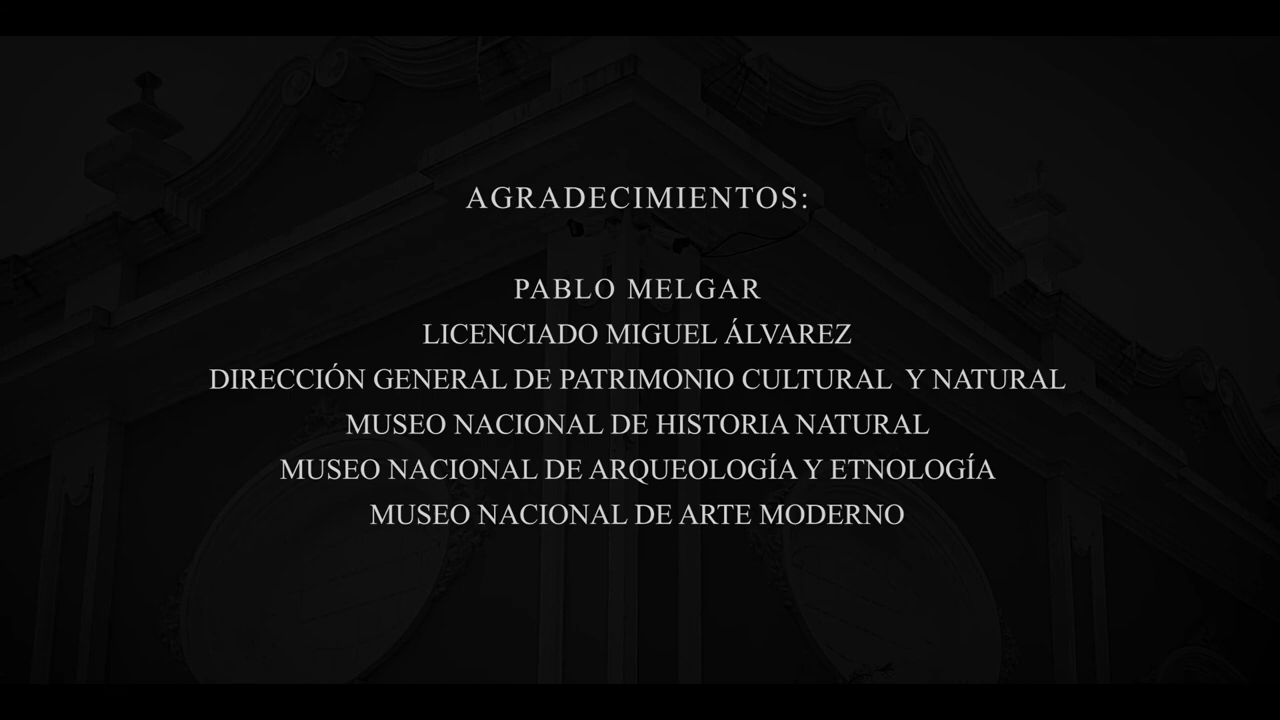 AGRADECIMIENTOS:
PABLO MELGAR
LICENCIADO MIGUEL ÁLVAREZ
DIRECCIÓN GENERAL DE PATRIMONIO CULTURAL  Y NATURAL
MUSEO NACIONAL DE HISTORIA NATURAL
MUSEO NACIONAL DE ARQUEOLOGÍA Y ETNOLOGÍA
MUSEO NACIONAL DE ARTE MODERNO